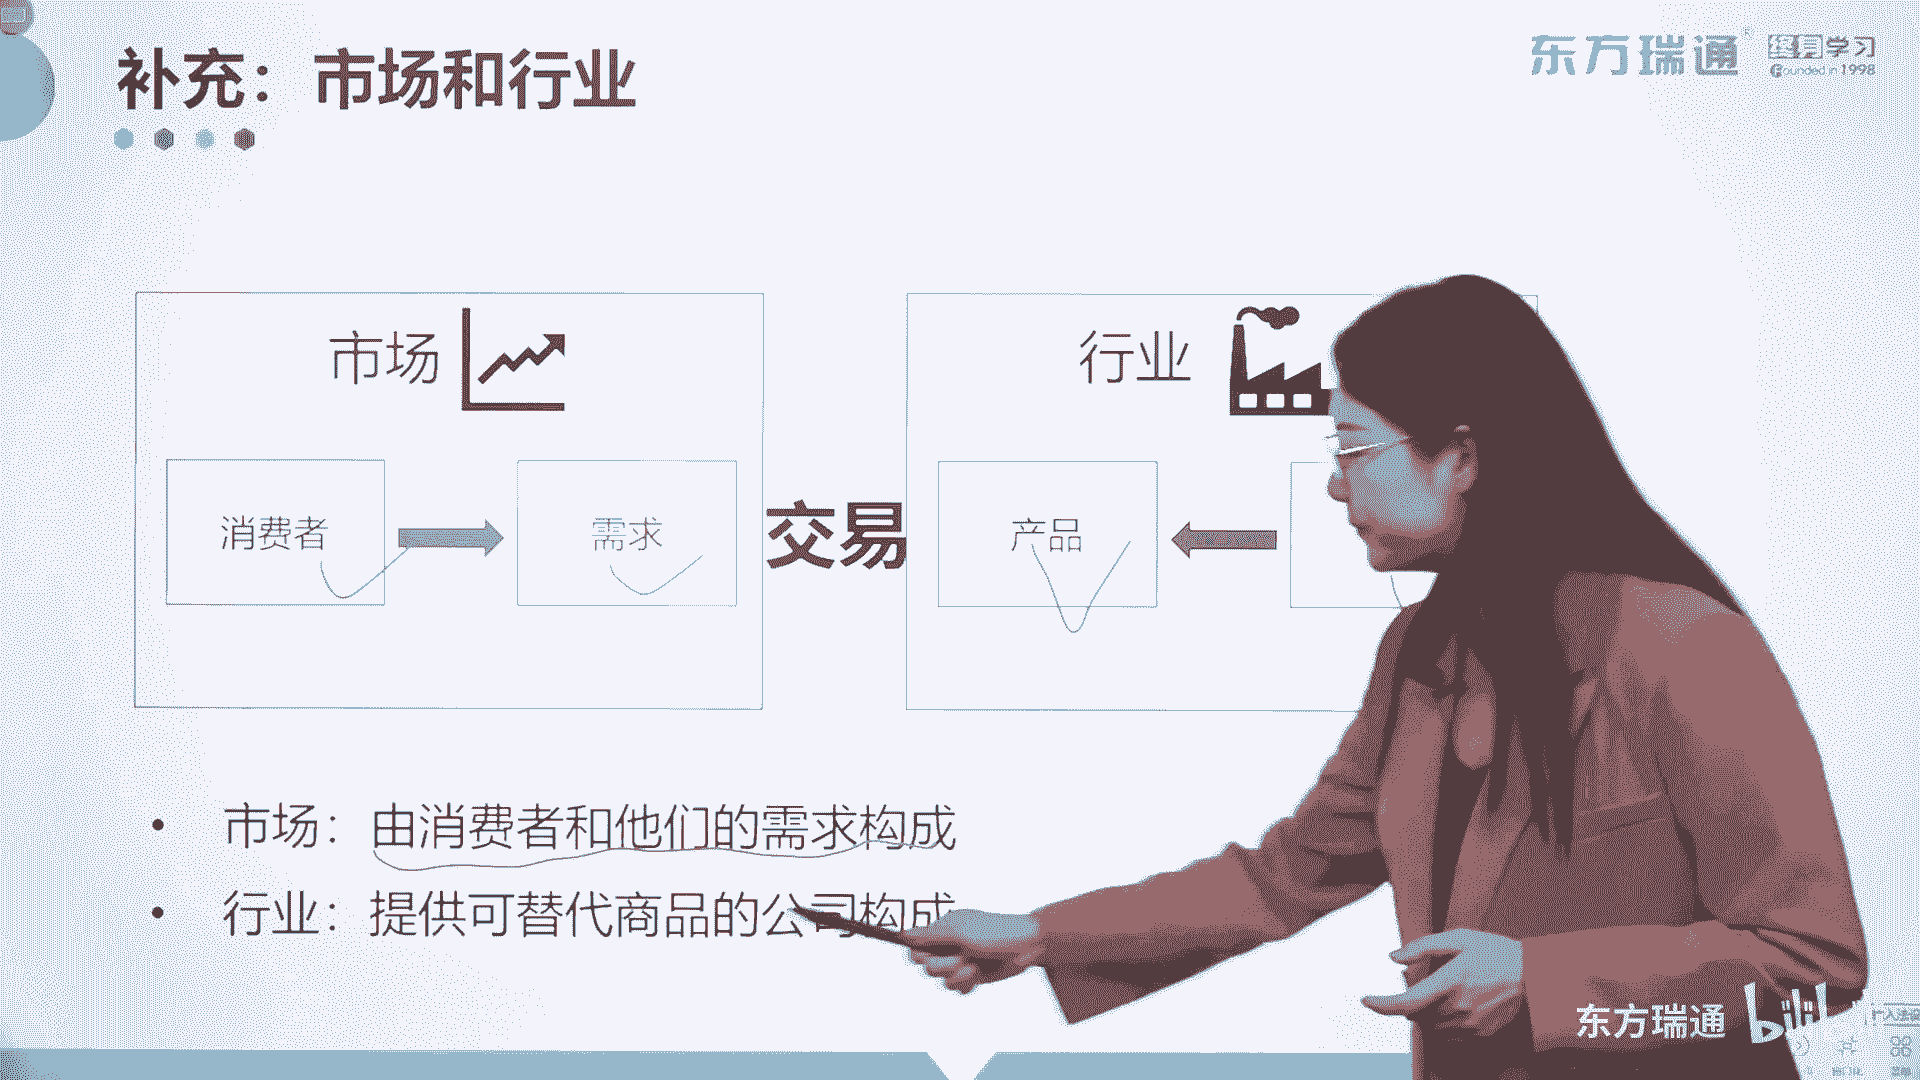 补充：市场和行业
东方瑞通
终身学习
Founded in 1998
市场
行业
消费者
需求
交易
产品
• 市场：由消费者和他们的需求构成
• 行业：提供可替代商品的公司构成
东方瑞通
bilibili